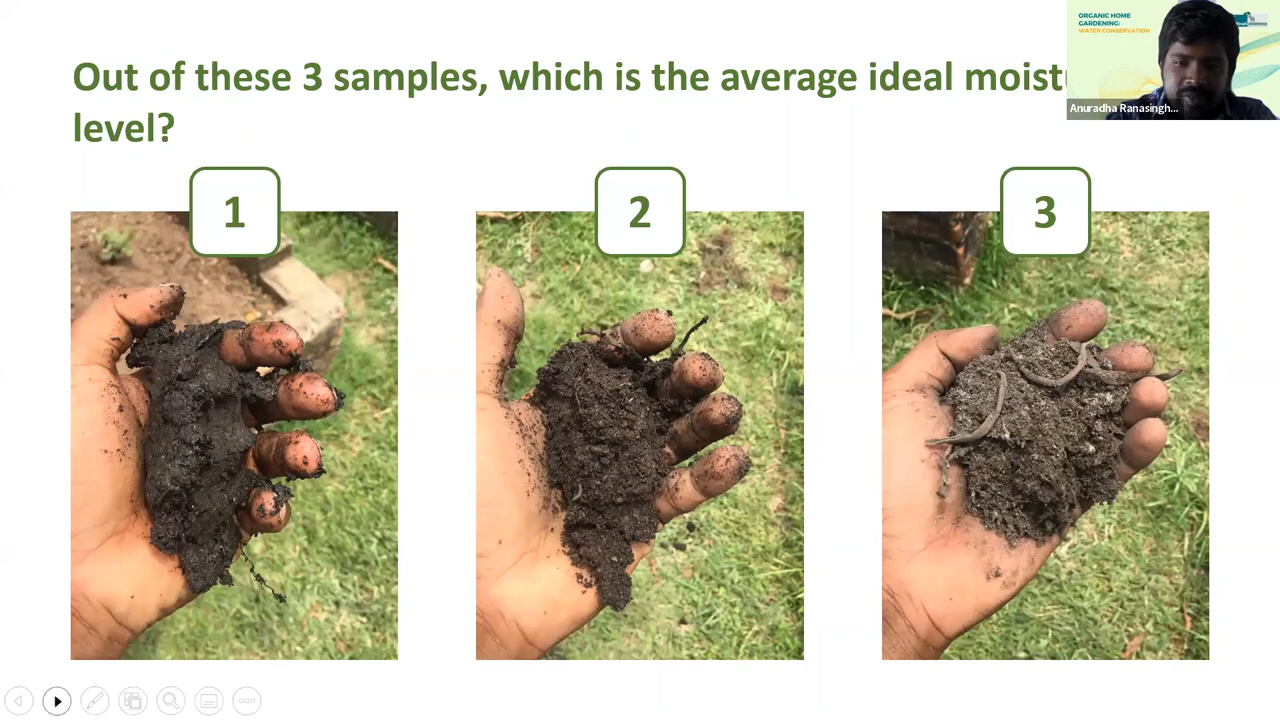 Out of these 3 samples, which is the average ideal
level?
1
2
3
ORGANIC HOME
GARDENING:
WATER CONSERVATION
Anuradha Ranasingh...